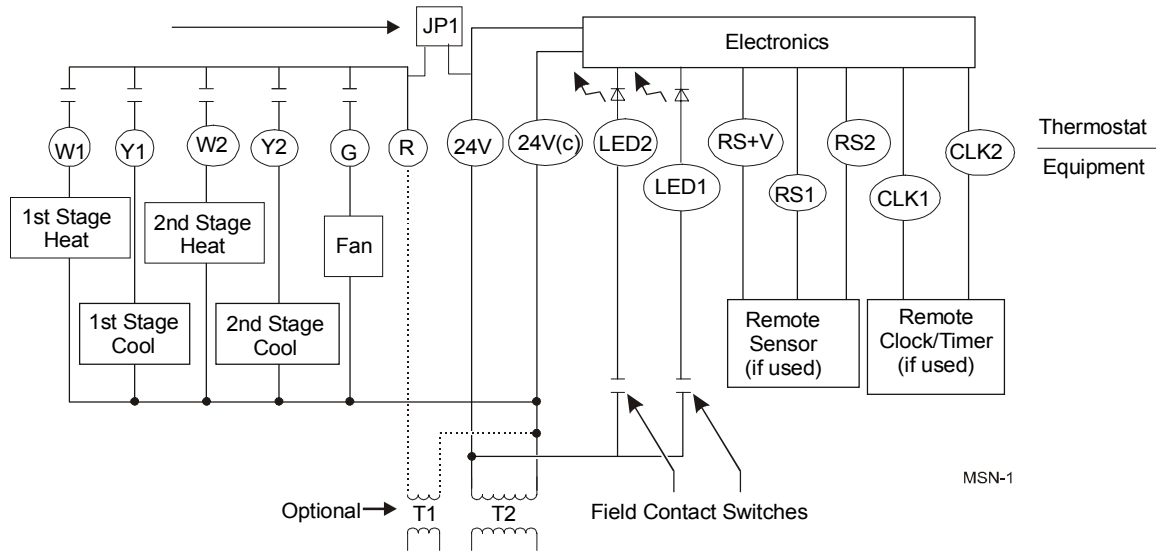 JP1
Electronics
W1
Y1
W2
Y2
G
R
24V
24V(c)
LED2
LED1
RS+V
RS1
RS2
CLK1
CLK2
Thermostat
Equipment
1st Stage
Heat
2nd Stage
Heat
Fan
1st Stage
Cool
2nd Stage
Cool
Remote
Sensor
(if used)
Remote
Clock/Timer
(if used)
MSN-1
Optional
T1
T2
Field Contact Switches